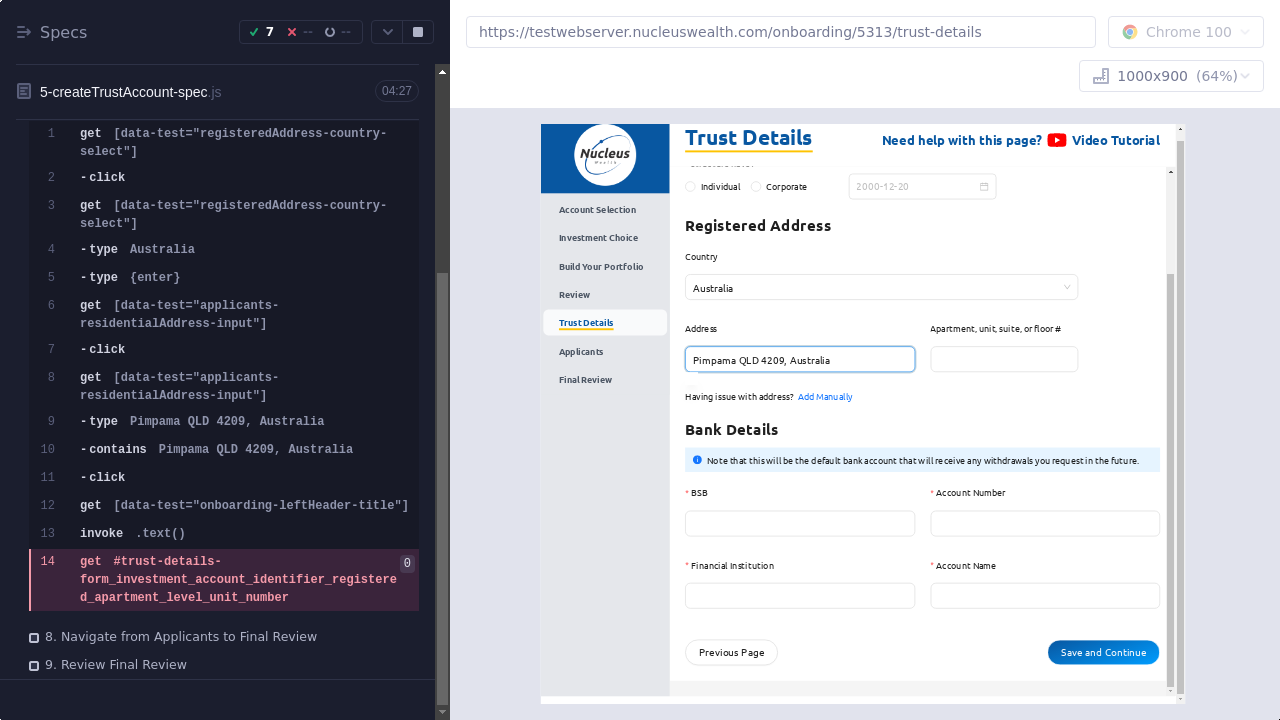 Specs
7
--
--
5-createTrustAccount-spec.js
04:27
1 get [data-test="registeredAddress-country-
select"]
2 -click
3 get [data-test="registeredAddress-country-
select"]
4 -type Australia
5 -type {enter}
6 get [data-test="applicants-
residentialAddress-input"]
7 -click
8 get [data-test="applicants-
residentialAddress-input"]
9 -type Pimpama QLD 4209, Australia
10 -contains Pimpama QLD 4209, Australia
11 -click
12 get [data-test="onboarding-leftHeader-title"]
13 invoke .text()
14 get #trust-details-
form_investment_account_identifier_registere
d_apartment_level_unit_number
0
8. Navigate from Applicants to Final Review
9. Review Final Review
https://testwebserver.nucleuswealth.com/onboarding/5313/trust-details
Chrome 100
1000x900 (64%)
Nucleus
Wealth
Account Selection
Investment Choice
Build Your Portfolio
Review
Trust Details
Applicants
Final Review
Trust Details
Need help with this page? Video Tutorial
Individual
Corporate
2000-12-20
Registered Address
Country
Australia
Address
Apartment, unit, suite, or floor #
Pimpama QLD 4209, Australia
Having issue with address? Add Manually
Bank Details
Note that this will be the default bank account that will receive any withdrawals you request in the future.
* BSB
* Account Number
* Financial Institution
* Account Name
Previous Page
Save and Continue